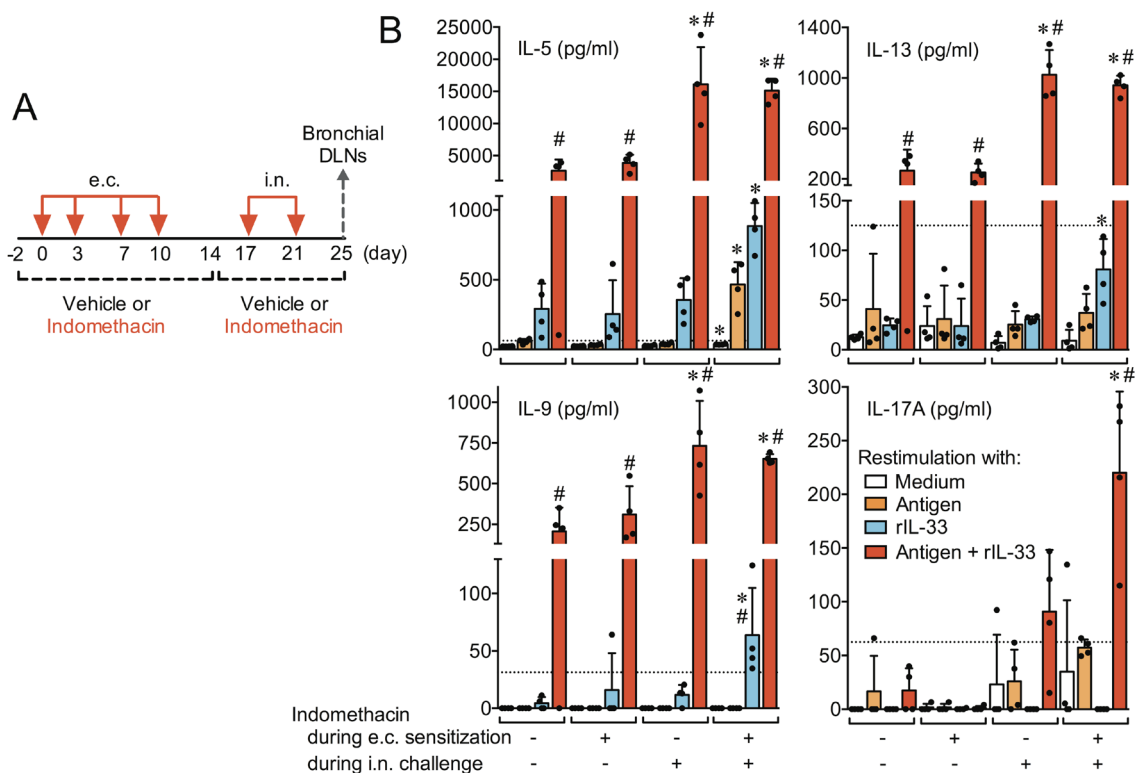 A
e.c.
i.n.
Bronchial
DLNs
-2 0 3 7 10 14 17 21 25 (day)
Vehicle or
Indomethacin
Vehicle or
Indomethacin
B
IL-5 (pg/ml)
25000
20000
15000
10000
5000
1000
500
0
#
#
* #
*
*
*
* #
IL-13 (pg/ml)
1400
1000
600
200
150
100
50
0
#
#
* #
*
* #
IL-9 (pg/ml)
1000
750
500
250
100
50
0
#
#
* #
*
#
* #
IL-17A (pg/ml)
300
250
200
150
100
50
0
* #
Restimulation with:
Medium
Antigen
rIL-33
Antigen + rIL-33
Indomethacin
during e.c. sensitization - + - + - + - +
during i.n. challenge - - + + - - + +